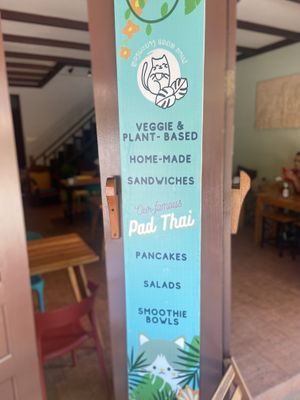 VEGGIE &
PLANT-BASED
HOME-MADE
SANDWICHES
Our famous
Pad Thai
PANCAKES
SALADS
SMOOTHIE
BOWLS